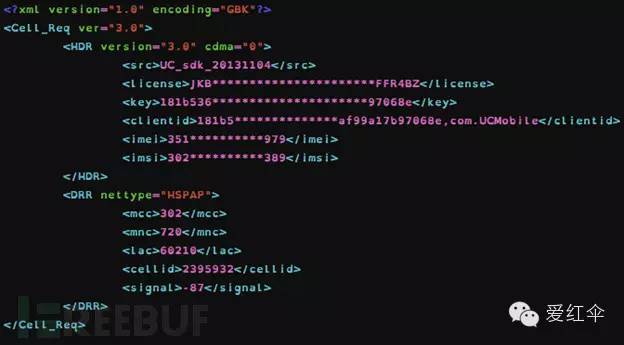 <?xml version="1.0" encoding="GBK"?>
<Cell_Req ver="3.0">
<HDR version="3.0" cdma="0">
<src>UC_sdk_20131104</src>
<license>JKB***********************FFR4BZ</license>
<key>181b536**********************97068e</key>
<clientid>181b5***************af99a17b97068e,com.UCMobile</clientid>
<imei>351***********979</imei>
<imsi>302***********389</imsi>
</HDR>
<DRR nettype="HSPAP">
<mcc>302</mcc>
<mnc>720</mnc>
<lac>60210</lac>
<cellid>2395932</cellid>
<signal>-87</signal>
</DRR>
</Cell_Req>
FREEBUF
爱红伞